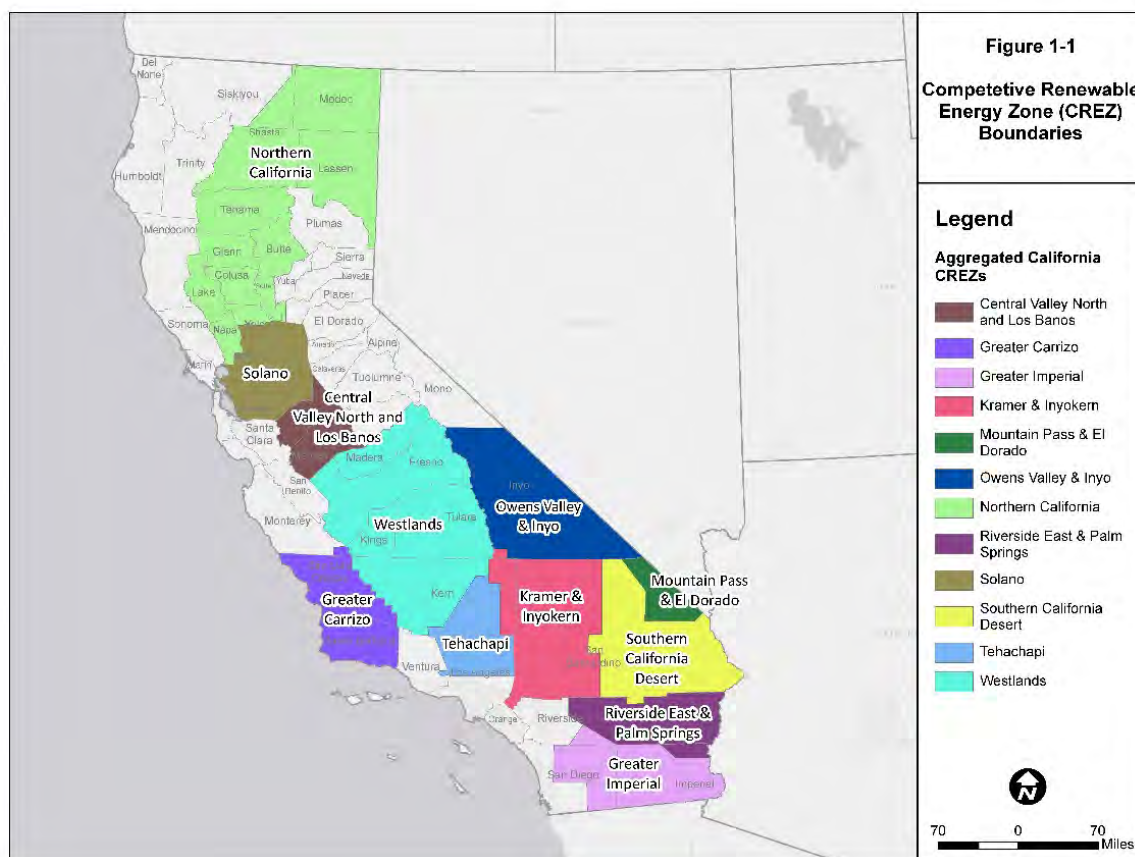 Figure 1-1
Competetive Renewable
Energy Zone (CREZ)
Boundaries
Legend
Aggregated California
CREZs
Central Valley North
and Los Banos
Greater Carrizo
Greater Imperial
Kramer & Inyokern
Mountain Pass & El
Dorado
Owens Valley & Inyo
Northern California
Riverside East & Palm
Springs
Solano
Southern California
Desert
Tehachapi
Westlands
N
70
0
70
Miles
Del
Norte
Siskiyou
Modoc
Shasta
Northern
California
Trinity
Humboldt
Lassen
Tehama
Plumas
Mendocino
Glenn
Butte
Sierra
Colusa
Yuba
Nevada
Lake
Placer
Sonoma
Napa
El Dorado
Alpine
Marin
Solano
Calaveras
Tuolumne
Mono
Central
Valley North and
Los Banos
Santa
Clara
Madera
Fresno
San
Benito
Inyo
Owens Valley
& Inyo
Monterey
Westlands
Tulare
Kings
Kern
Greater
Carrizo
Tehachapi
Kramer &
Inyokern
Mountain Pass
& El Dorado
Southern
California
Desert
San
Ventura
Orange
Riverside
Riverside East &
Palm Springs
San Diego
Greater
Imperial
Imperial